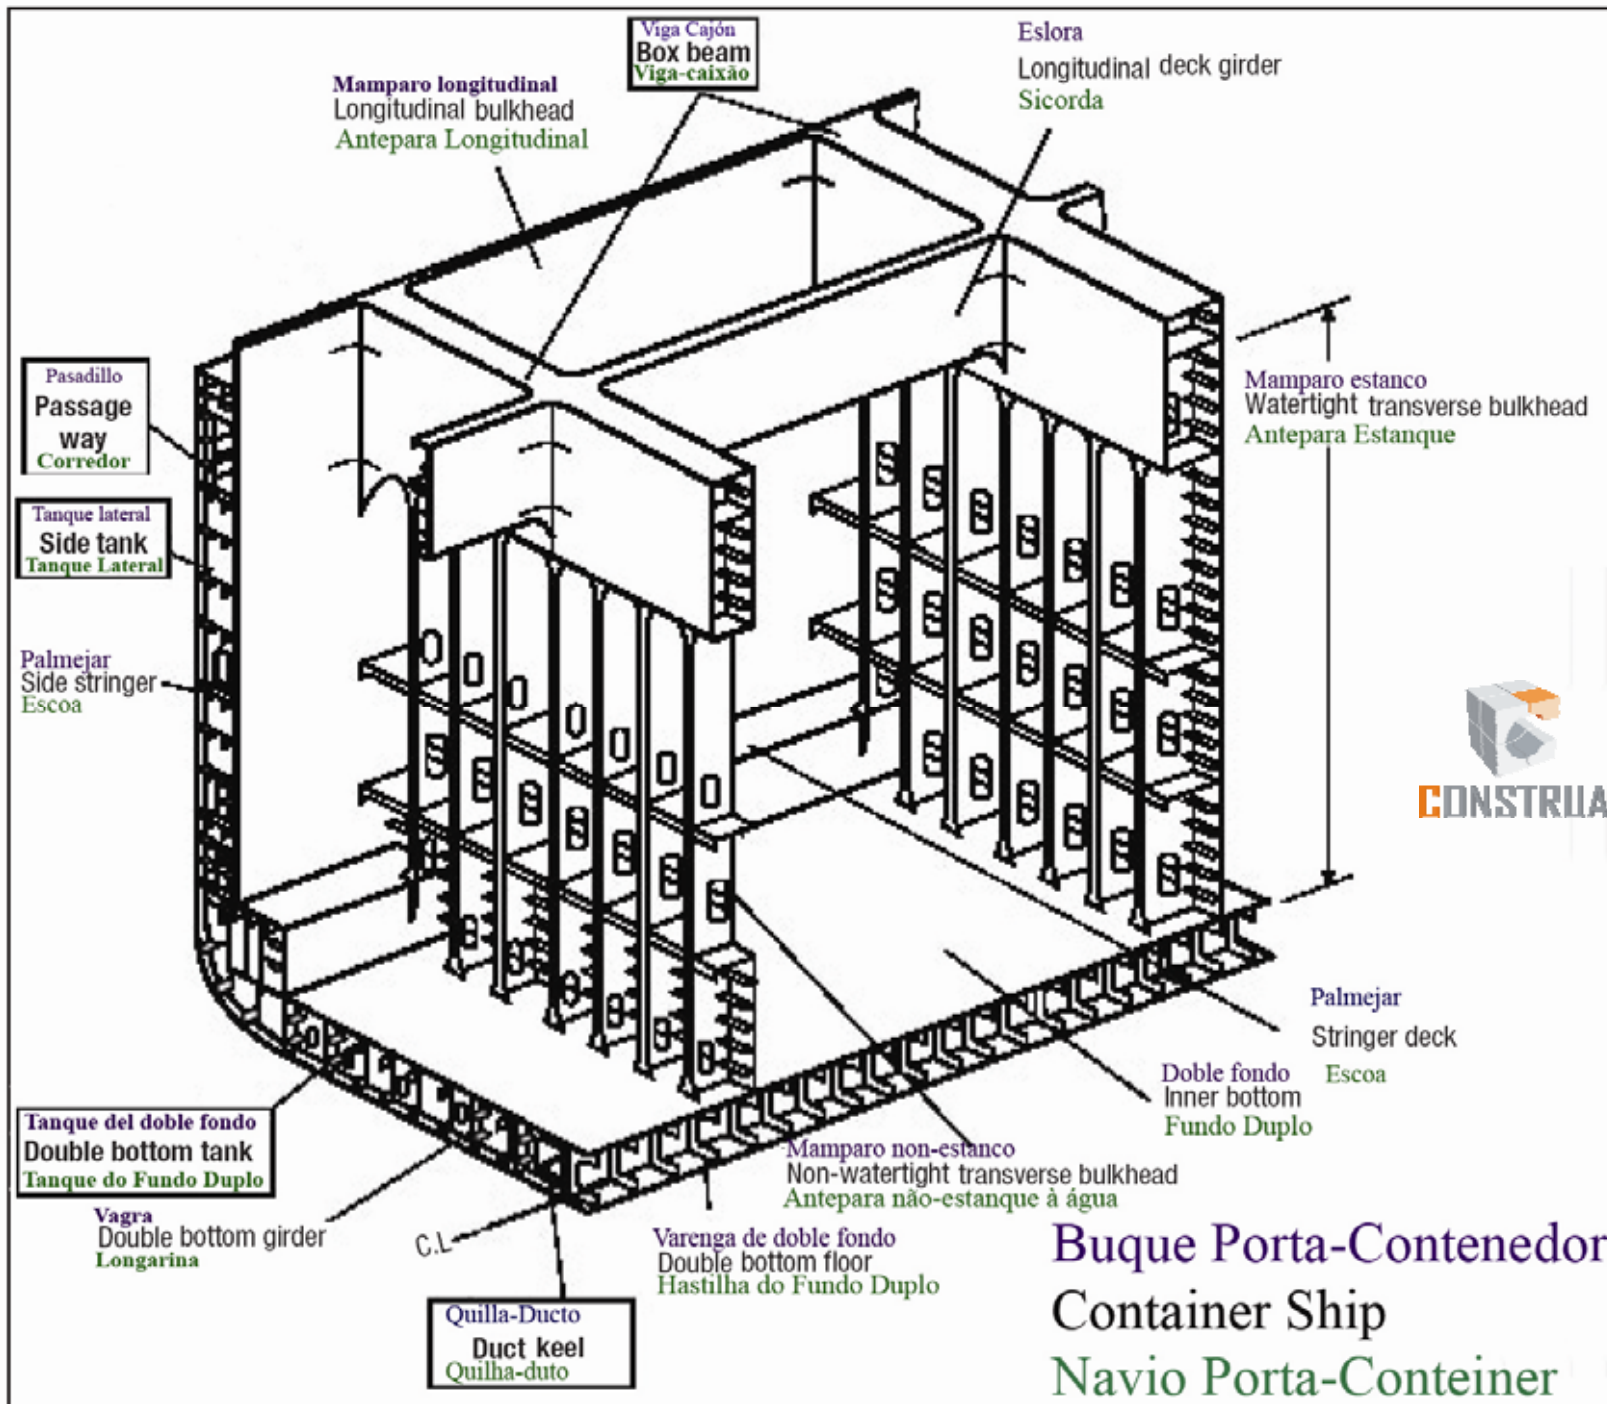 Viga Cajón
Box beam
Viga-caixão
Eslora
Longitudinal deck girder
Sicorda
Mamparo longitudinal
Longitudinal bulkhead
Antepara Longitudinal
Pasadillo
Passage
way
Corredor
Mamparo estanco
Watertight transverse bulkhead
Antepara Estanque
Tanque lateral
Side tank
Tanque Lateral
Palmejar
Side stringer
Escoa
CONSTRUA
Palmejar
Stringer deck
Escoa
Doble fondo
Inner bottom
Fundo Duplo
Tanque del doble fondo
Double bottom tank
Tanque do Fundo Duplo
Mamparo non-estanco
Non-watertight transverse bulkhead
Antepara não-estanque à água
Vagra
Double bottom girder
Longarina
C.L
Varenga de doble fondo
Double bottom floor
Hastilha do Fundo Duplo
Quilla-Ducto
Duct keel
Quilha-duto
Buque Porta-Contenedor
Container Ship
Navio Porta-Conteiner